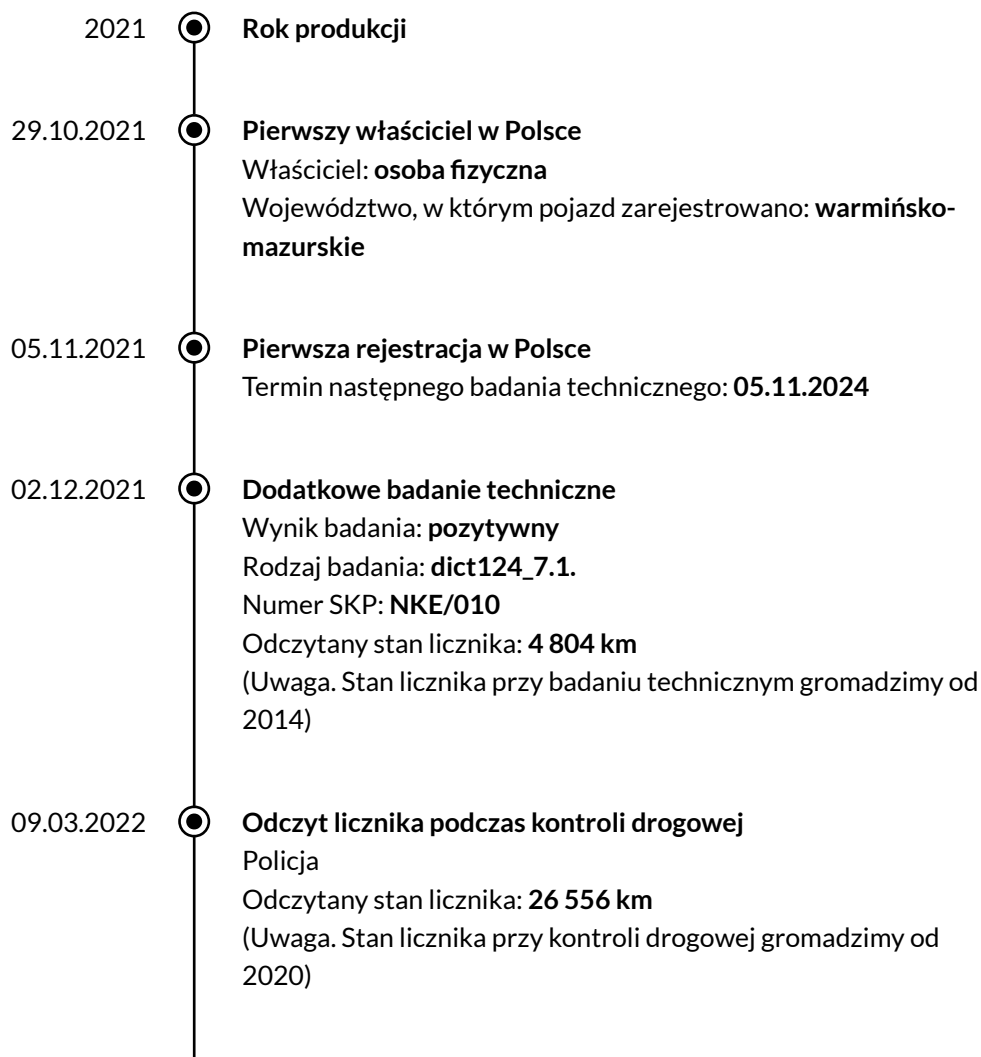 2021 Rok produkcji
29.10.2021 Pierwszy właściciel w Polsce
Właściciel: osoba fizyczna
Województwo, w którym pojazd zarejestrowano: warmińsko-
mazurskie
05.11.2021 Pierwsza rejestracja w Polsce
Termin następnego badania technicznego: 05.11.2024
02.12.2021 Dodatkowe badanie techniczne
Wynik badania: pozytywny
Rodzaj badania: dict124_7.1.
Numer SKP: NKE/010
Odczytany stan licznika: 4 804 km
(Uwaga. Stan licznika przy badaniu technicznym gromadzimy od
2014)
09.03.2022 Odczyt licznika podczas kontroli drogowej
Policja
Odczytany stan licznika: 26 556 km
(Uwaga. Stan licznika przy kontroli drogowej gromadzimy od
2020)